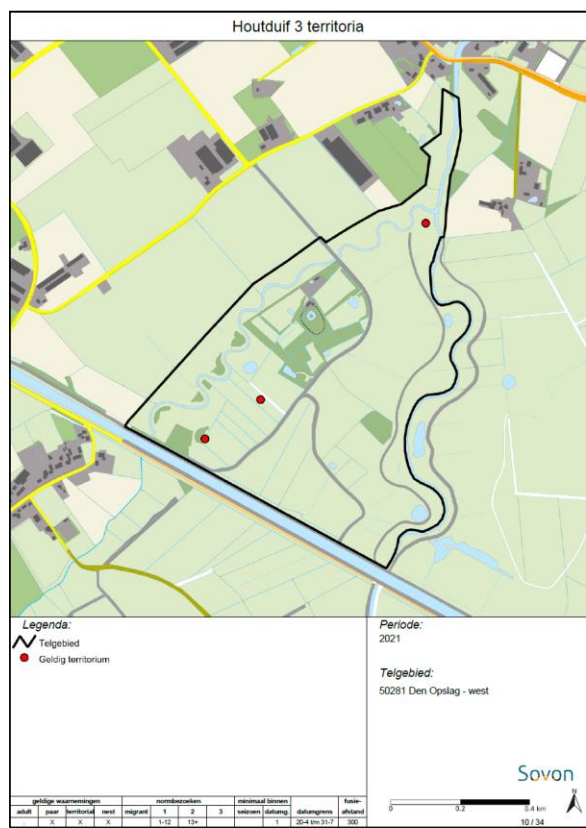 Houtduif 3 territoria
Legenda:
Telgebied
Geldig territorium
Periode:
2021
Telgebied:
50281 Den Opslag - west
Sovon
0 0.2 0.4 km
N
10 / 34
geldige waarnemingen normbezoeken minimaal binnen fusie-
adult paar territoriaal nest migrant 1 2 3 seizoen datumg. datumgrens afstand
. X X X 1-12 13+ 1 20-4 t/m 31-7 300